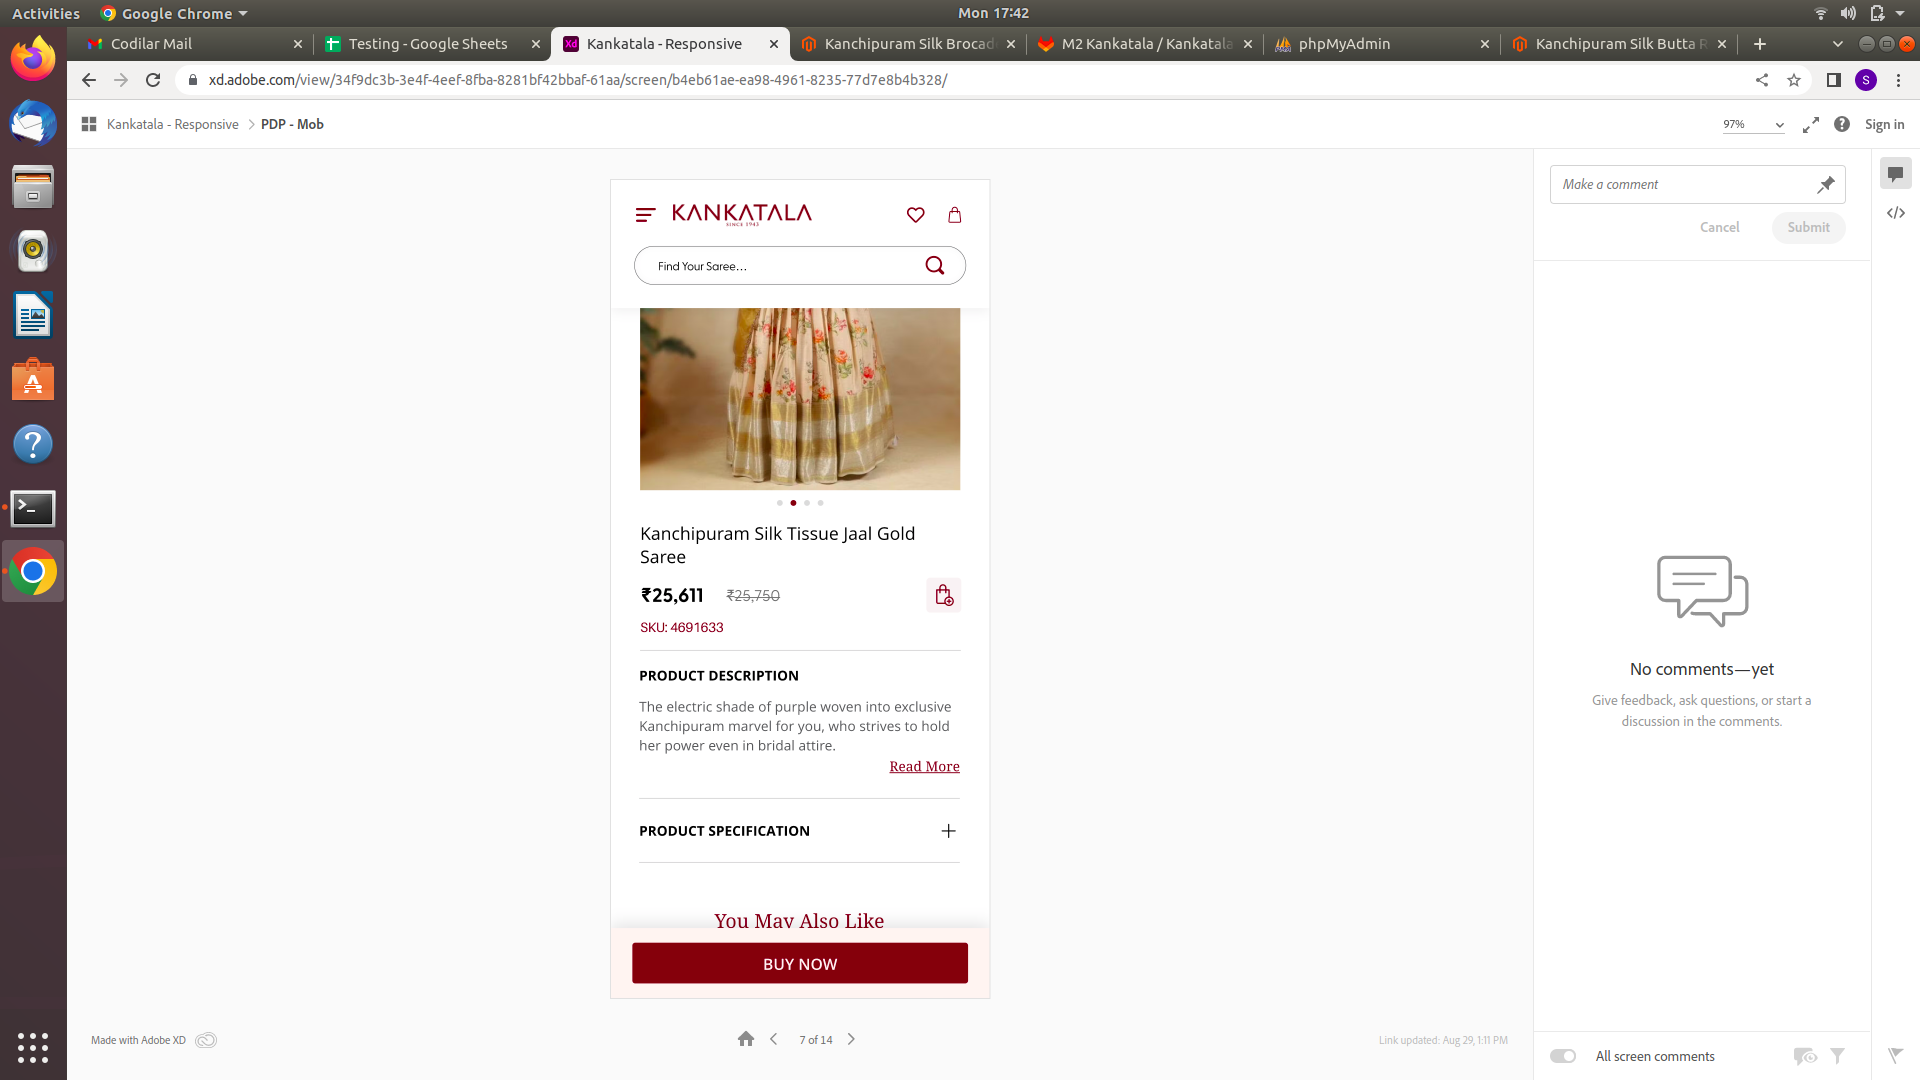 Activities
Google Chrome
Mon 17:42
Codilar Mail
Testing - Google Sheets
Kankatala - Responsive
Kanchipuram Silk Brocad
M2 Kankatala / Kankatala
phpMyAdmin
Kanchipuram Silk Butta R
xd.adobe.com/view/34f9dc3b-3e4f-4eef-8fba-8281bf42bbaf-61aa/screen/b4eb61ae-ea98-4961-8235-77d7e8b4b328/
S
Kankatala - Responsive
PDP - Mob
97%
Sign in
KANKATALA
SINCE 1943
Find Your Saree...
Kanchipuram Silk Tissue Jaal Gold
Saree
₹25,611
₹25,750
SKU: 4691633
PRODUCT DESCRIPTION
The electric shade of purple woven into exclusive
Kanchipuram marvel for you, who strives to hold
her power even in bridal attire.
Read More
PRODUCT SPECIFICATION
You May Also Like
BUY NOW
Make a comment
Cancel
Submit
No comments—yet
Give feedback, ask questions, or start a
discussion in the comments.
Made with Adobe XD
7 of 14
Link updated: Aug 29, 1:11 PM
All screen comments